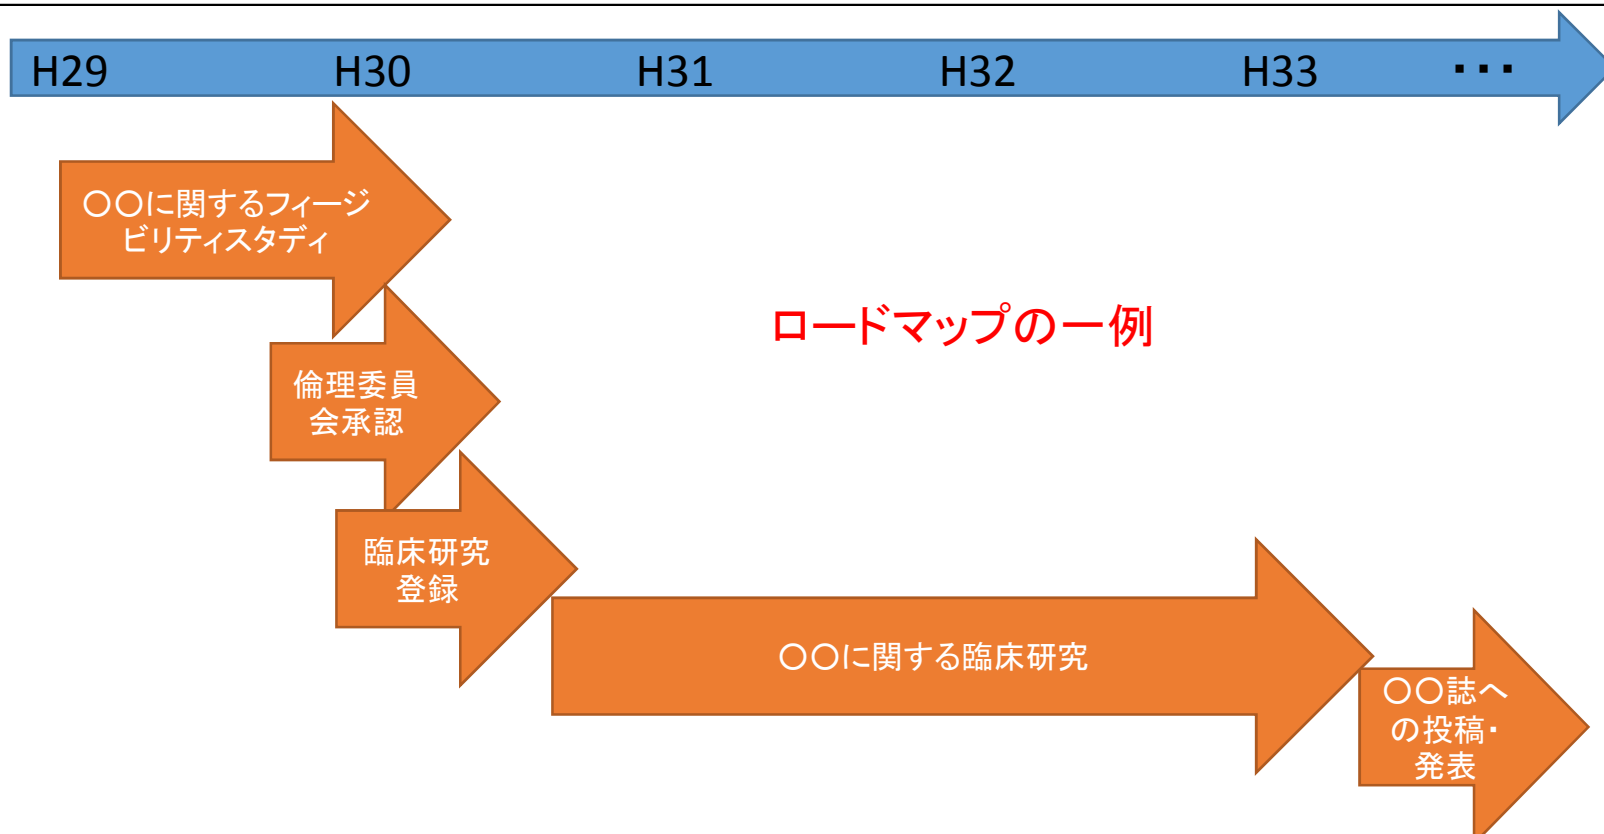 H29 H30 H31 H32 H33 ・・・
〇〇に関するフィージ
ビリティスタディ
ロードマップの一例
倫理委員
会承認
臨床研究
登録
〇〇に関する臨床研究
〇〇誌へ
の投稿・
発表